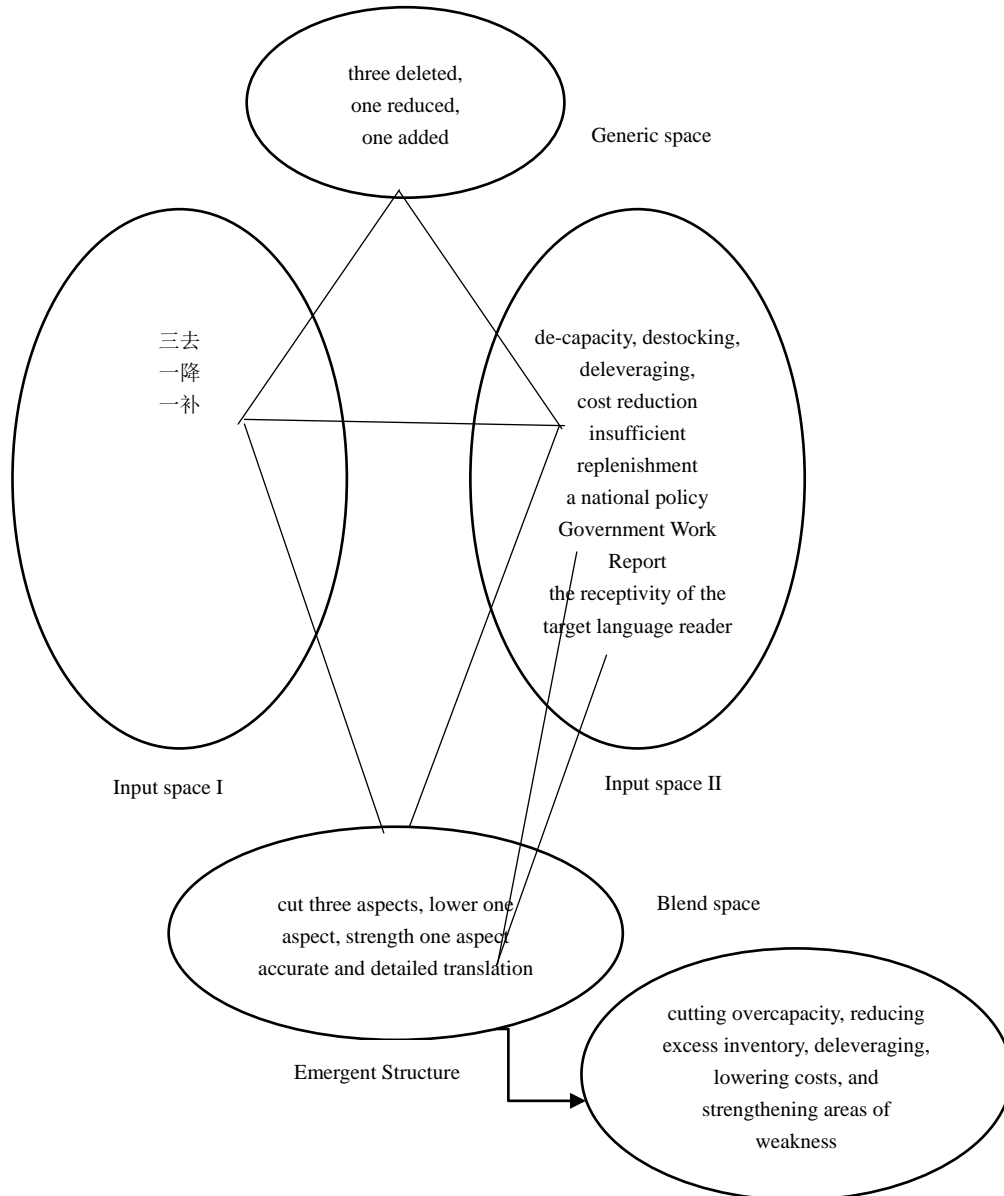 three deleted,
one reduced,
one added
Generic space
三去
一降
一补
de-capacity, destocking,
deleveraging,
cost reduction
insufficient
replenishment
a national policy
Government Work
Report
the receptivity of the
target language reader
Input space I
Input space II
cut three aspects, lower one
aspect, strength one aspect
accurate and detailed translation
Blend space
Emergent Structure
cutting overcapacity, reducing
excess inventory, deleveraging,
lowering costs, and
strengthening areas of
weakness